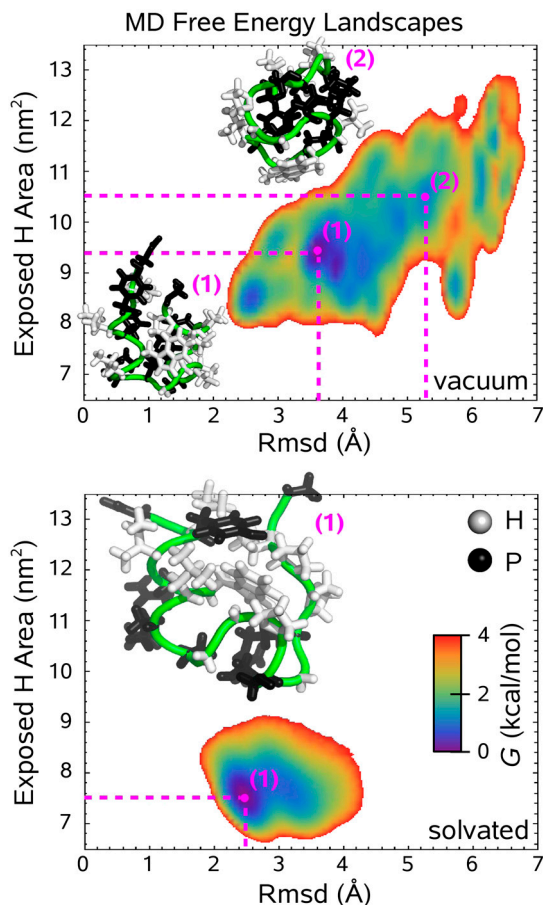 MD Free Energy Landscapes
Exposed H Area (nm²)
13
12
11
10
9
8
7
(2)
(2)
(1)
(1)
vacuum
0 1 2 3 4 5 6 7
Rmsd (Å)
Exposed H Area (nm²)
13
12
11
10
9
8
7
(1)
H
P
4
2
0
G (kcal/mol)
(1)
solvated
0 1 2 3 4 5 6 7
Rmsd (Å)